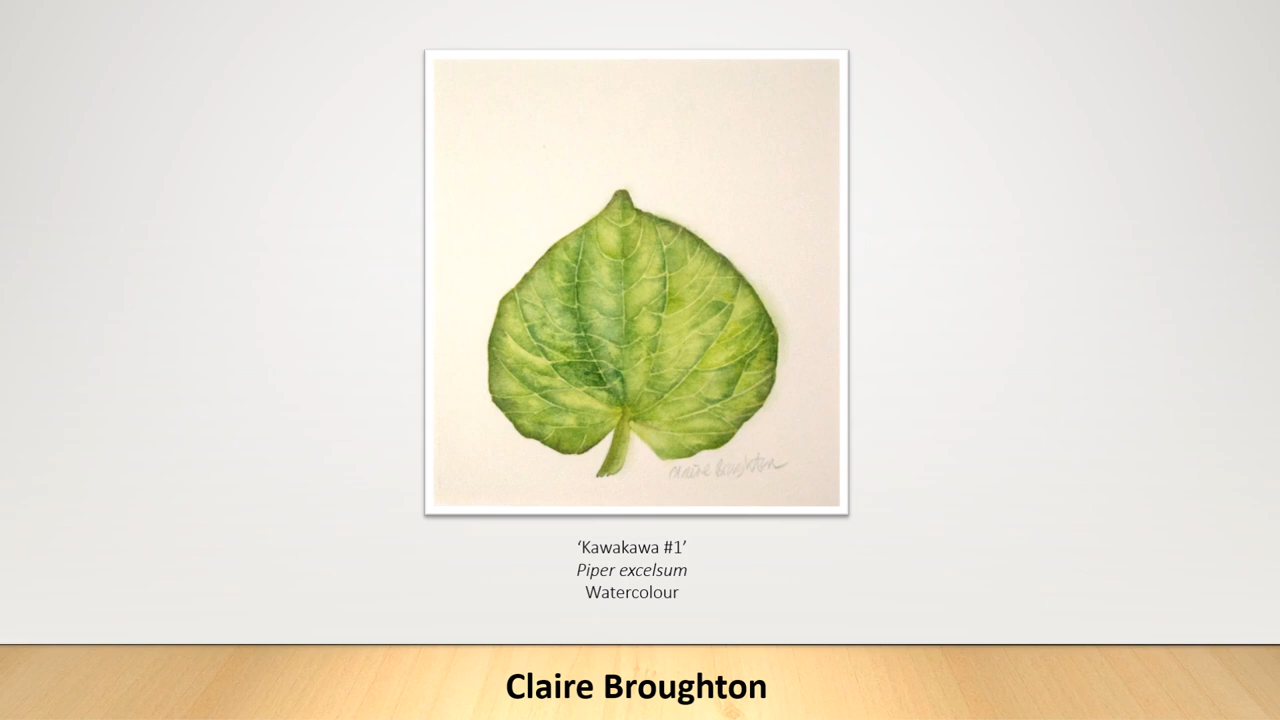 Claire Broughton
‘Kawakawa #1’
Piper excelsum
Watercolour
Claire Broughton